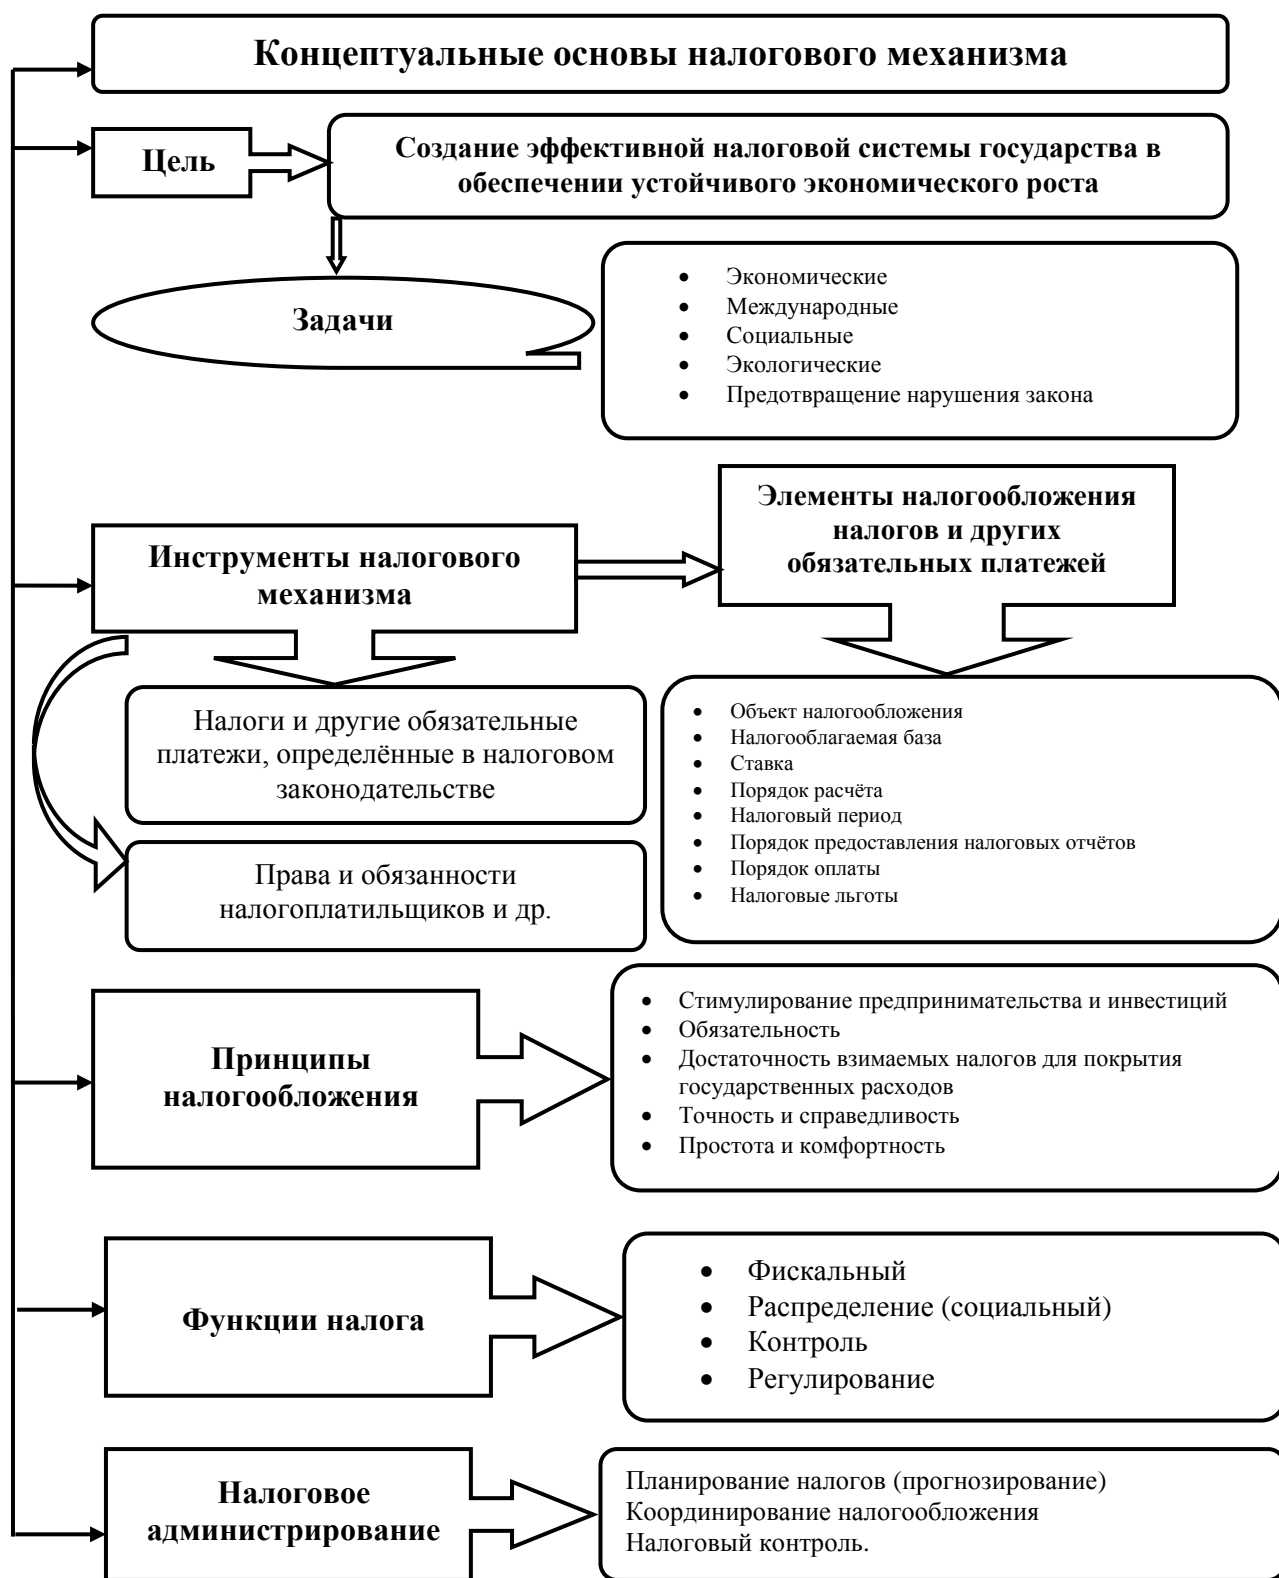 Концептуальные основы налогового механизма
Цель
Создание эффективной налоговой системы государства в
обеспечении устойчивого экономического роста
Задачи
• Экономические
• Международные
• Социальные
• Экологические
• Предотвращение нарушения закона
Инструменты налогового
механизма
Элементы налогообложения
налогов и других
обязательных платежей
Налоги и другие обязательные
платежи, определённые в налоговом
законодательстве
Права и обязанности
налогоплатильщиков и др.
• Объект налогообложения
• Налогооблагаемая база
• Ставка
• Порядок расчёта
• Налоговый период
• Порядок предоставления налоговых отчётов
• Порядок оплаты
• Налоговые льготы
Принципы
налогообложения
• Стимулирование предпринимательства и инвестиций
• Обязательность
• Достаточность взимаемых налогов для покрытия
государственных расходов
• Точность и справедливость
• Простота и комфортность
Функции налога
• Фискальный
• Распределение (социальный)
• Контроль
• Регулирование
Налоговое
администрирование
Планирование налогов (прогнозирование)
Координирование налогообложения
Налоговый контроль.